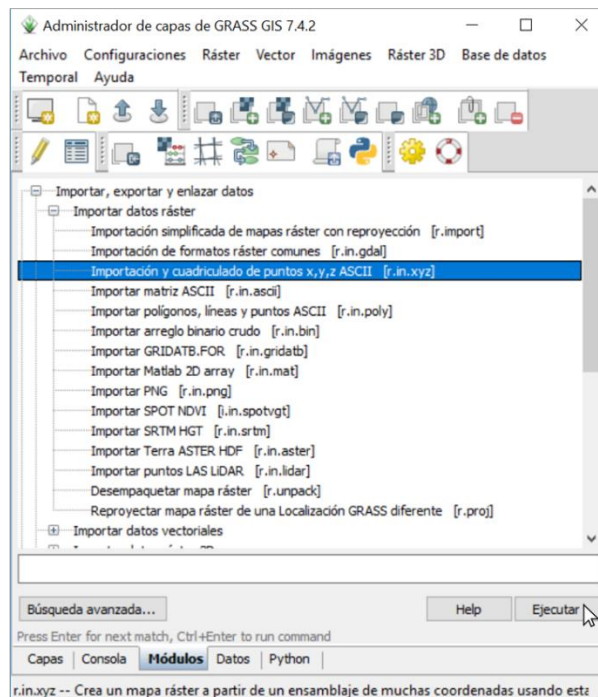 Administrador de capas de GRASS GIS 7.4.2
Archivo Configuraciones Ráster Vector Imágenes Ráster 3D Base de datos
Temporal Ayuda
Importar, exportar y enlazar datos
Importar datos ráster
Importación simplificada de mapas ráster con reproyección [r.import]
Importación de formatos ráster comunes [r.in.gdal]
Importación y cuadriculado de puntos x,y,z ASCII [r.in.xyz]
Importar matriz ASCII [r.in.ascii]
Importar polígonos, líneas y puntos ASCII [r.in.poly]
Importar arreglo binario crudo [r.in.bin]
Importar GRIDATB.FOR [r.in.gridatb]
Importar Matlab 2D array [r.in.mat]
Importar PNG [r.in.png]
Importar SPOT NDVI [i.in.spotvgt]
Importar SRTM HGT [r.in.srtm]
Importar Terra ASTER HDF [r.in.aster]
Importar puntos LAS LiDAR [r.in.lidar]
Desempaquetar mapa ráster [r.unpack]
Reproyectar mapa ráster de una Localización GRASS diferente [r.proj]
Importar datos vectoriales
Búsqueda avanzada... Help Ejecutar
Press Enter for next match, Ctrl+Enter to run command
Capas Consola Módulos Datos Python
r.in.xyz -- Crea un mapa ráster a partir de un ensamblaje de muchas coordenadas usando esta